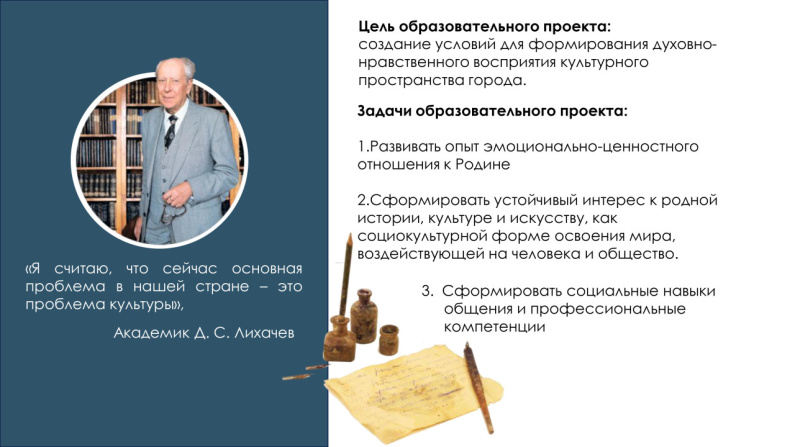 Цель образовательного проекта:
создание условий для формирования духовно-
нравственного восприятия культурного
пространства города.
Задачи образовательного проекта:
1.Развивать опыт эмоционально-ценностного
отношения к Родине
2.Сформировать устойчивый интерес к родной
истории, культуре и искусству, как
социокультурной форме освоения мира,
воздействующей на человека и общество.
3. Сформировать социальные навыки
общения и профессиональные
компетенции
«Я считаю, что сейчас основная
проблема в нашей стране – это
проблема культуры»,
Академик Д. С. Лихачев